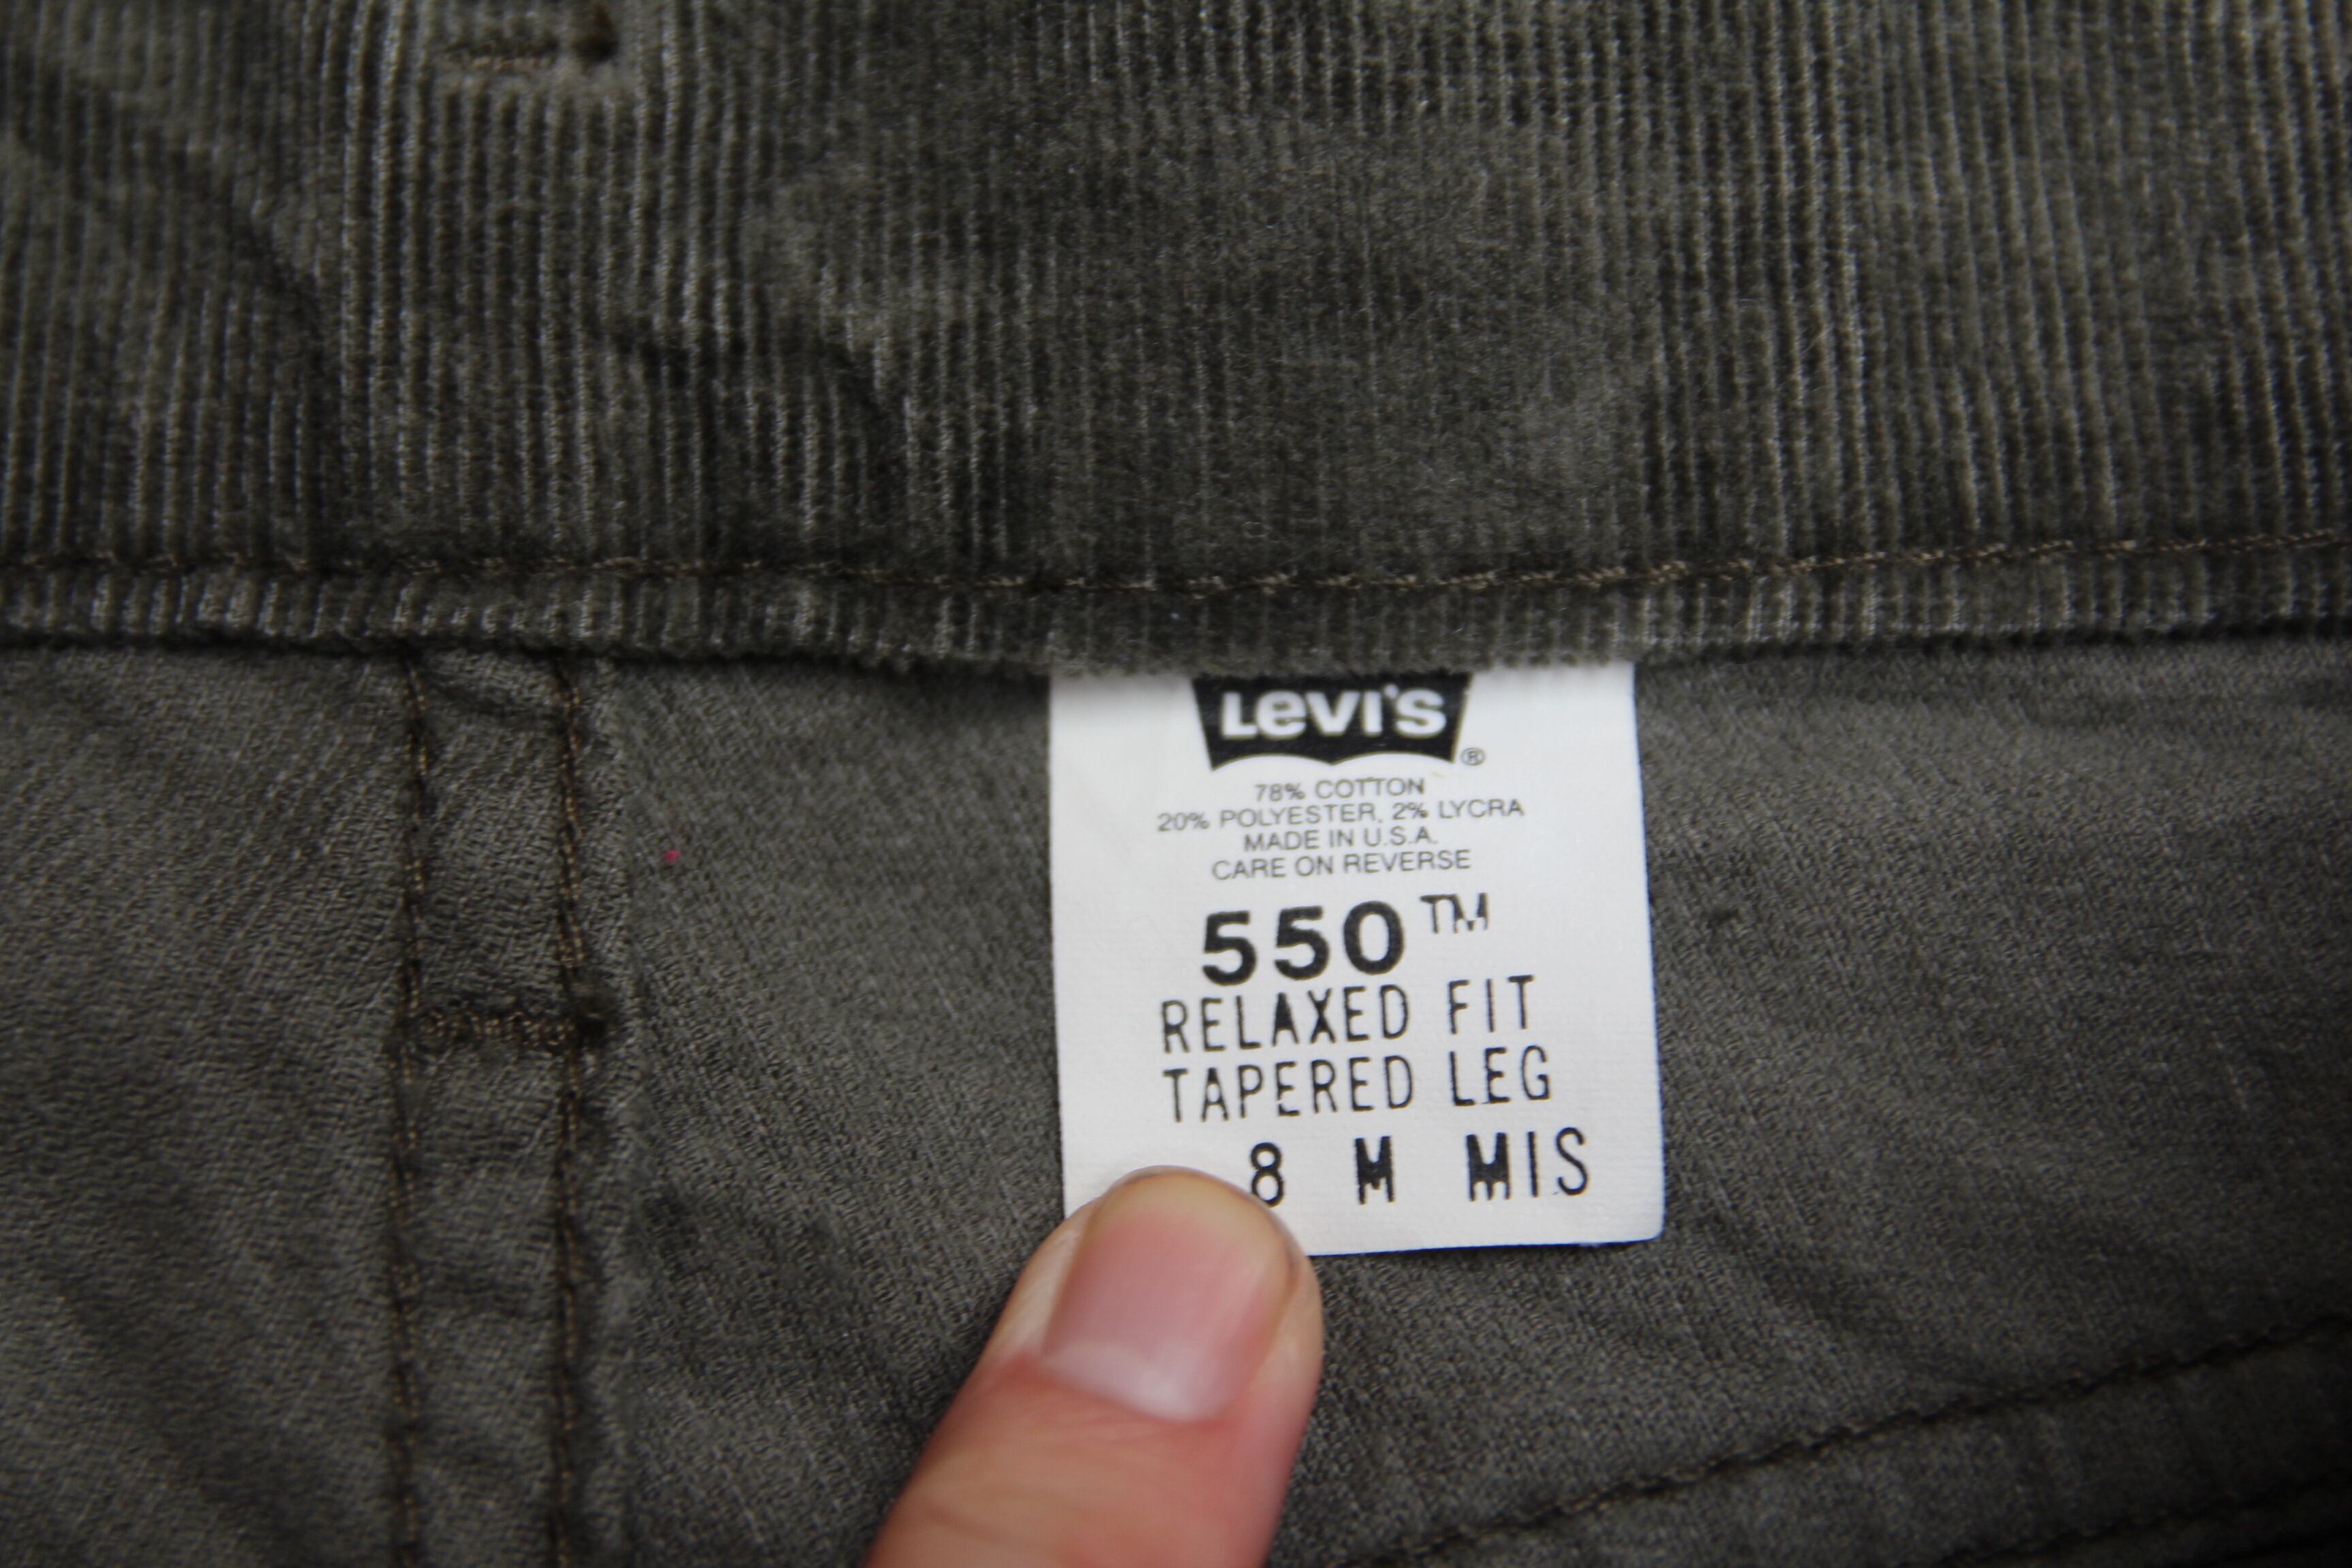 Levi's®
78% COTTON
20% POLYESTER, 2% LYCRA
MADE IN U.S.A.
CARE ON REVERSE
550™
RELAXED FIT
TAPERED LEG
8 M MIS